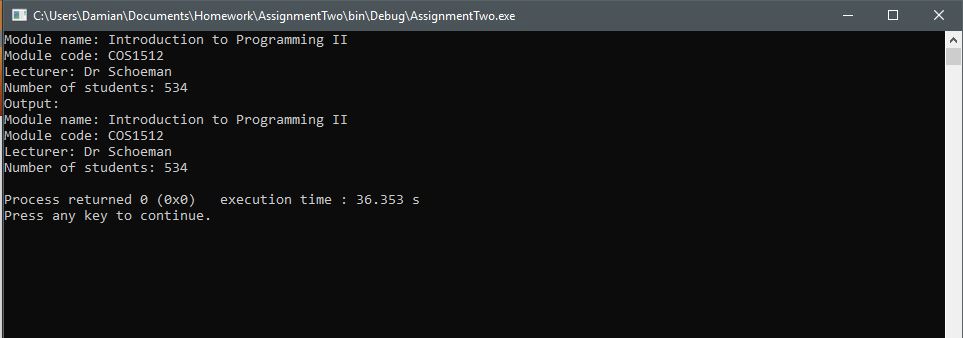 C:\Users\Damian\Documents\Homework\AssignmentTwo\bin\Debug\AssignmentTwo.exe
Module name: Introduction to Programming II
Module code: COS1512
Lecturer: Dr Schoeman
Number of students: 534
Output:
Module name: Introduction to Programming II
Module code: COS1512
Lecturer: Dr Schoeman
Number of students: 534
Process returned 0 (0x0)   execution time : 36.353 s
Press any key to continue.